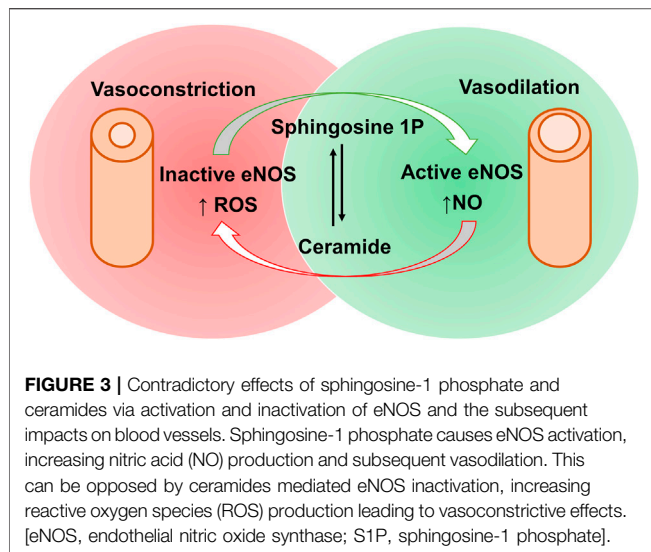 Vasoconstriction
Vasodilation
Sphingosine 1P
Inactive eNOS
↑ ROS
Active eNOS
↑NO
Ceramide
FIGURE 3 | Contradictory effects of sphingosine-1 phosphate and
ceramides via activation and inactivation of eNOS and the subsequent
impacts on blood vessels. Sphingosine-1 phosphate causes eNOS activation,
increasing nitric acid (NO) production and subsequent vasodilation. This
can be opposed by ceramides mediated eNOS inactivation, increasing
reactive oxygen species (ROS) production leading to vasoconstrictive effects.
[eNOS, endothelial nitric oxide synthase; S1P, sphingosine-1 phosphate].